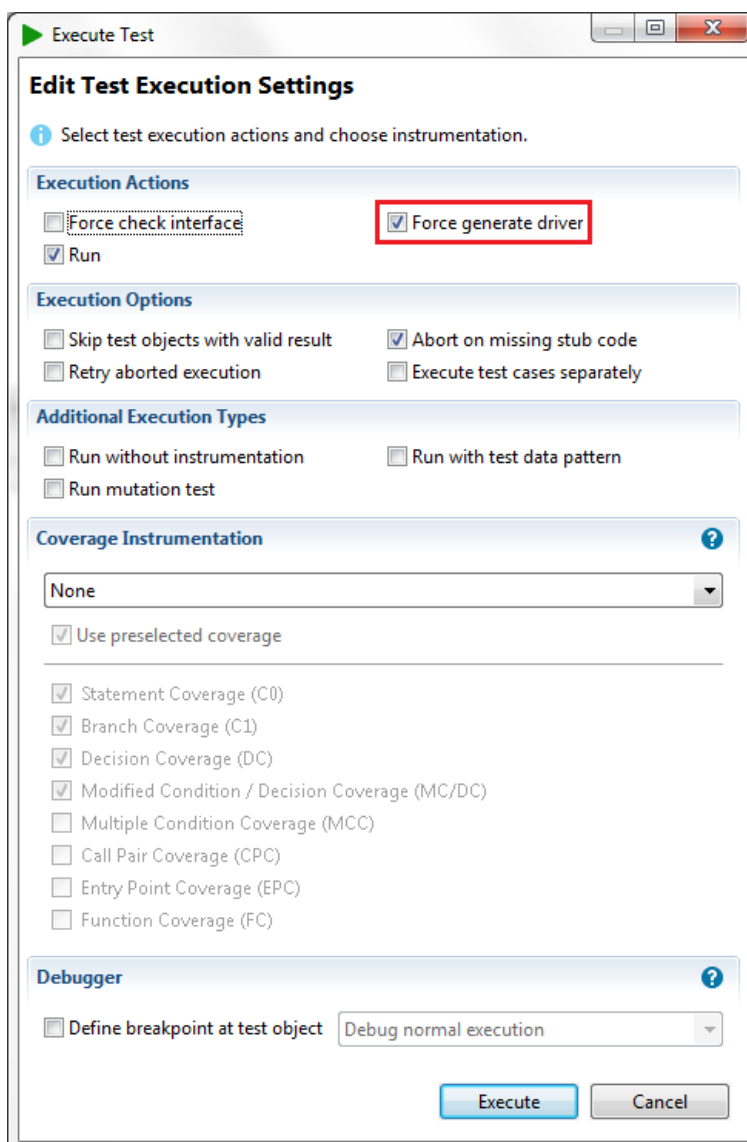 Execute Test
Edit Test Execution Settings
Select test execution actions and choose instrumentation.
Execution Actions
Force check interface
Force generate driver
Run
Execution Options
Skip test objects with valid result
Abort on missing stub code
Retry aborted execution
Execute test cases separately
Additional Execution Types
Run without instrumentation
Run with test data pattern
Run mutation test
Coverage Instrumentation
None
Use preselected coverage
Statement Coverage (C0)
Branch Coverage (C1)
Decision Coverage (DC)
Modified Condition / Decision Coverage (MC/DC)
Multiple Condition Coverage (MCC)
Call Pair Coverage (CPC)
Entry Point Coverage (EPC)
Function Coverage (FC)
Debugger
Define breakpoint at test object
Debug normal execution
Execute
Cancel